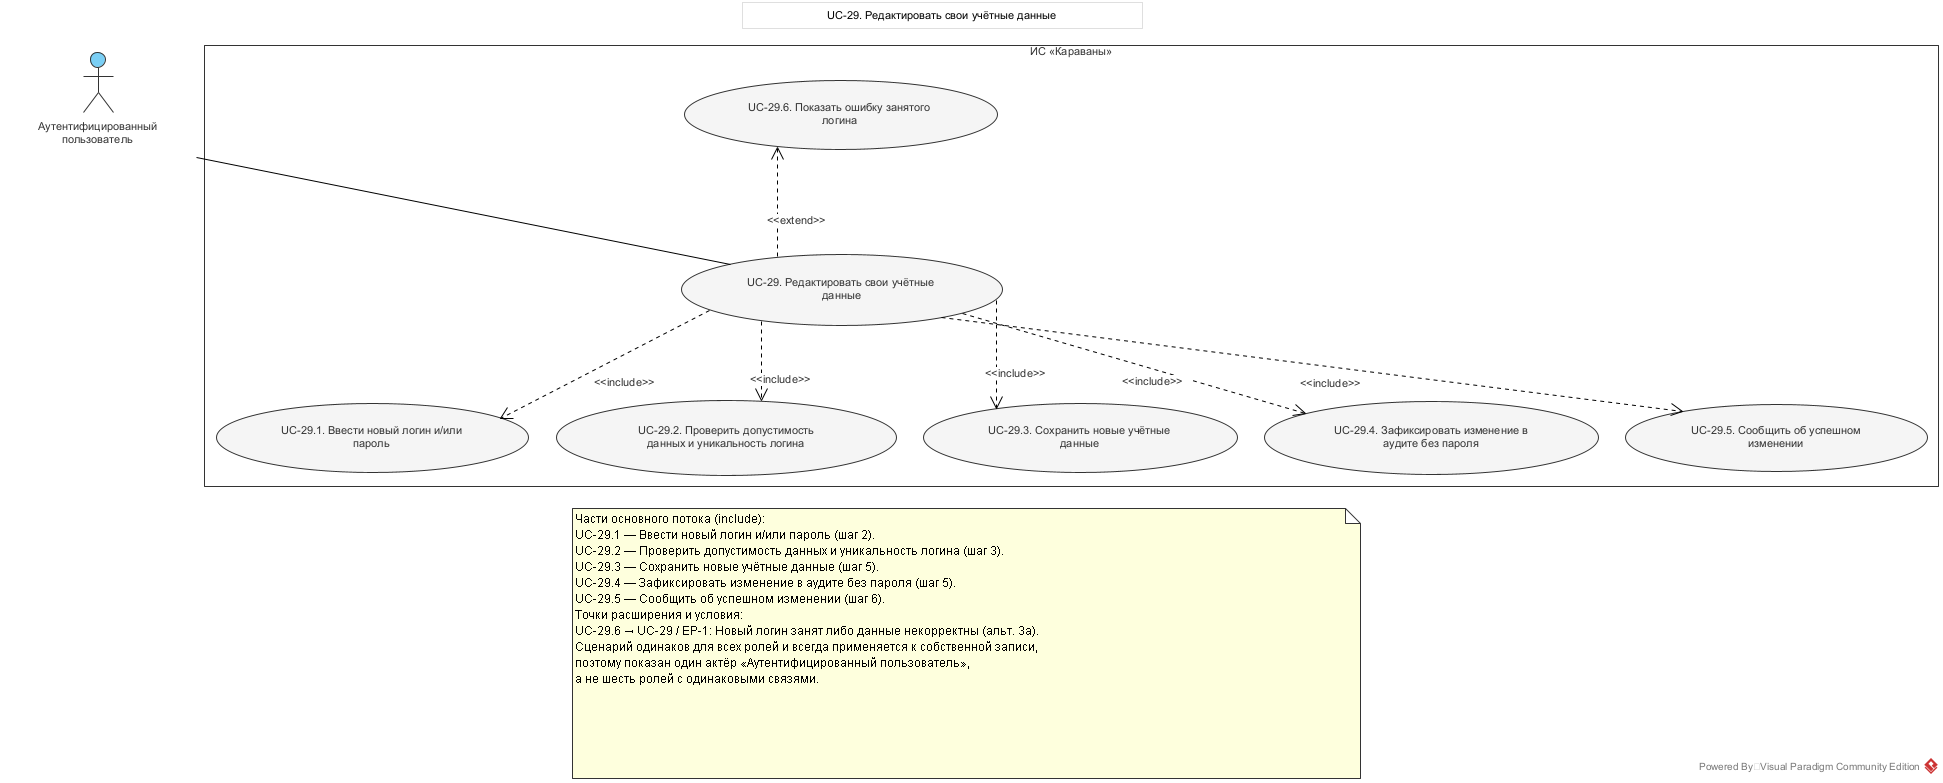 UC-29. Редактировать свои учётные данные
ИС «Караваны»
Аутентифицированный
пользователь
UC-29.6. Показать ошибку занятого
логина
<<extend>>
UC-29. Редактировать свои учётные
данные
<<include>>
<<include>>
<<include>>
<<include>>
<<include>>
UC-29.1. Ввести новый логин и/или
пароль
UC-29.2. Проверить допустимость
данных и уникальность логина
UC-29.3. Сохранить новые учётные
данные
UC-29.4. Зафиксировать изменение в
аудите без пароля
UC-29.5. Сообщить об успешном
изменении
Части основного потока (include):
UC-29.1 — Ввести новый логин и/или пароль (шаг 2).
UC-29.2 — Проверить допустимость данных и уникальность логина (шаг 3).
UC-29.3 — Сохранить новые учётные данные (шаг 5).
UC-29.4 — Зафиксировать изменение в аудите без пароля (шаг 5).
UC-29.5 — Сообщить об успешном изменении (шаг 6).
Точки расширения и условия:
UC-29.6 → UC-29 / EP-1: Новый логин занят либо данные некорректны (альт. 3а).
Сценарий одинаков для всех ролей и всегда применяется к собственной записи,
поэтому показан один актёр «Аутентифицированный пользователь»,
а не шесть ролей с одинаковыми связями.
Powered By Visual Paradigm Community Edition